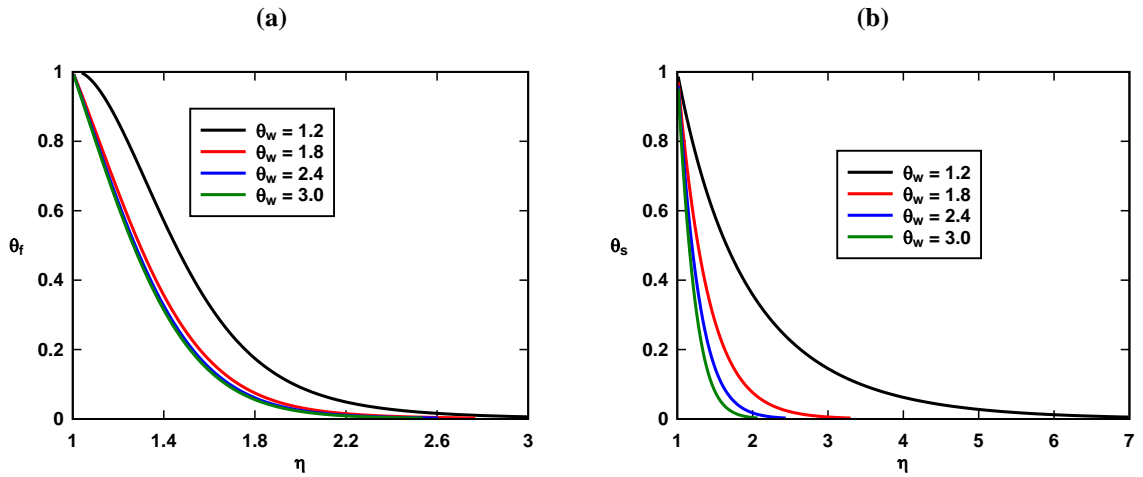 (a)
1
0.8
0.6
0.4
0.2
0
θf
1 1.4 1.8 2.2 2.6 3
η
θw = 1.2
θw = 1.8
θw = 2.4
θw = 3.0
(b)
1
0.8
0.6
0.4
0.2
0
θs
1 2 3 4 5 6 7
η
θw = 1.2
θw = 1.8
θw = 2.4
θw = 3.0